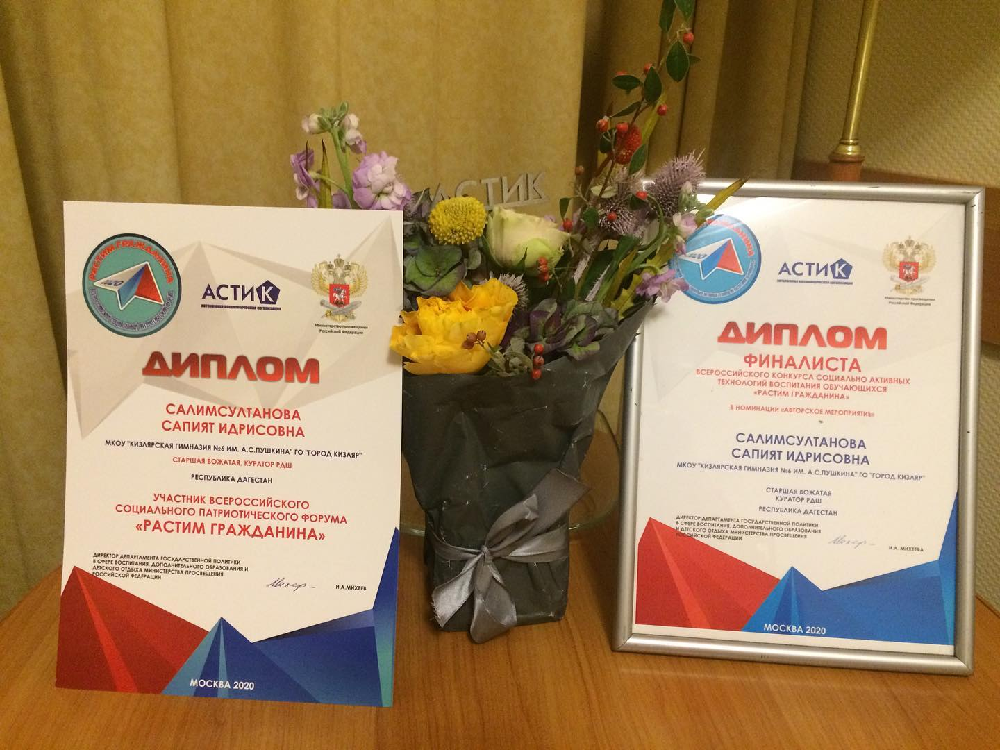 РАСТИМ ГРАЖДАНИНА
АСТИК
автономная некоммерческая организация
Министерство просвещения
Российской Федерации
ДИПЛОМ
САЛИМСУЛТАНОВА
САПИЯТ ИДРИСОВНА
МКОУ "КИЗЛЯРСКАЯ ГИМНАЗИЯ №6 ИМ. А.С.ПУШКИНА" ГО "ГОРОД КИЗЛЯР"
СТАРШАЯ ВОЖАТАЯ, КУРАТОР РДШ
РЕСПУБЛИКА ДАГЕСТАН
УЧАСТНИК ВСЕРОССИЙСКОГО
СОЦИАЛЬНОГО ПАТРИОТИЧЕСКОГО ФОРУМА
«РАСТИМ ГРАЖДАНИНА»
ДИРЕКТОР ДЕПАРТАМЕНТА ГОСУДАРСТВЕННОЙ ПОЛИТИКИ
В СФЕРЕ ВОСПИТАНИЯ, ДОПОЛНИТЕЛЬНОГО ОБРАЗОВАНИЯ И
ДЕТСКОГО ОТДЫХА МИНИСТЕРСТВА ПРОСВЕЩЕНИЯ
РОССИЙСКОЙ ФЕДЕРАЦИИ
И.А.МИХЕЕВ
МОСКВА 2020
АСТИК
АСТИК
автономная некоммерческая организация
Министерство просвещения
Российской Федерации
ДИПЛОМ
ФИНАЛИСТА
ВСЕРОССИЙСКОГО КОНКУРСА СОЦИАЛЬНО АКТИВНЫХ
ТЕХНОЛОГИЙ ВОСПИТАНИЯ ОБУЧАЮЩИХСЯ
«РАСТИМ ГРАЖДАНИНА»
В НОМИНАЦИИ «АВТОРСКОЕ МЕРОПРИЯТИЕ»
САЛИМСУЛТАНОВА
САПИЯТ ИДРИСОВНА
МКОУ "КИЗЛЯРСКАЯ ГИМНАЗИЯ №6 ИМ. А.С.ПУШКИНА" ГО "ГОРОД КИЗЛЯР"
СТАРШАЯ ВОЖАТАЯ
КУРАТОР РДШ
РЕСПУБЛИКА ДАГЕСТАН
ДИРЕКТОР ДЕПАРТАМЕНТА ГОСУДАРСТВЕННОЙ ПОЛИТИКИ
В СФЕРЕ ВОСПИТАНИЯ, ДОПОЛНИТЕЛЬНОГО ОБРАЗОВАНИЯ
И ДЕТСКОГО ОТДЫХА МИНИСТЕРСТВА ПРОСВЕЩЕНИЯ
РОССИЙСКОЙ ФЕДЕРАЦИИ
И.А. МИХЕЕВА
МОСКВА 2020